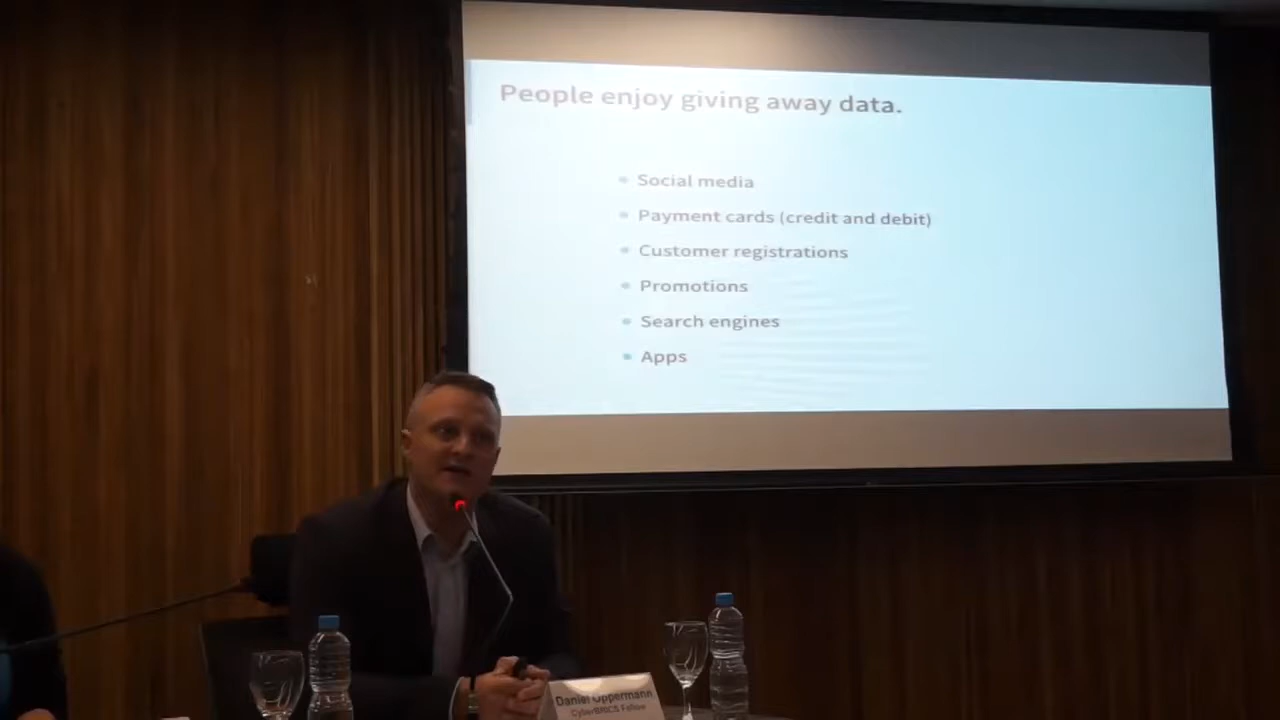 People enjoy giving away data.
Social media
Payment cards (credit and debit)
Customer registrations
Promotions
Search engines
Apps
Daniel Oppermann
CyberBRICS Fellow